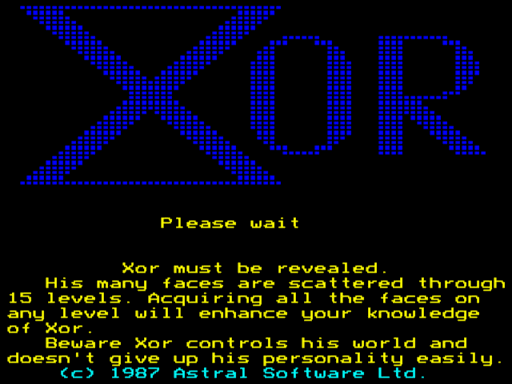 Xor
Please wait
Xor must be revealed.
His many faces are scattered through
15 levels. Acquiring all the faces on
any level will enhance your knowledge
of Xor.
Beware Xor controls his world and
doesn't give up his personality easily.
(c) 1987 Astral Software Ltd.